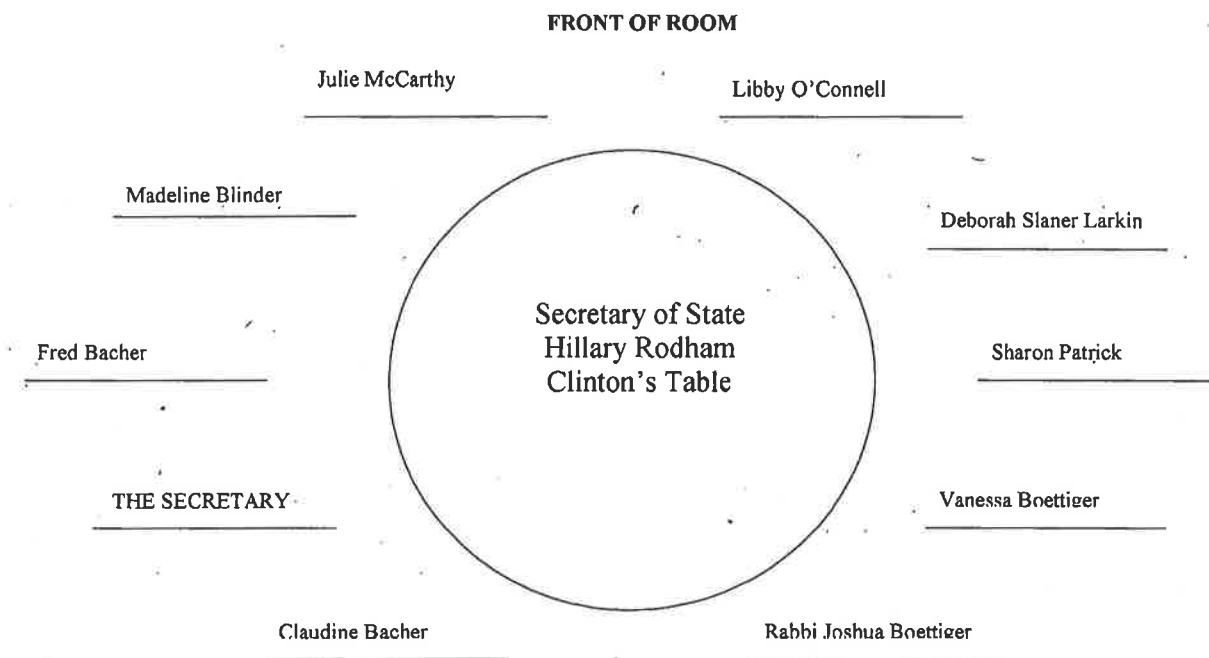 FRONT OF ROOM
Julie McCarthy
Libby O'Connell
Madeline Blinder
Deborah Slaner Larkin
Secretary of State
Hillary Rodham
Clinton's Table
Fred Bacher
Sharon Patrick
THE SECRETARY
Vanessa Boettiger
Claudine Bacher
Rabbi Joshua Boettiger